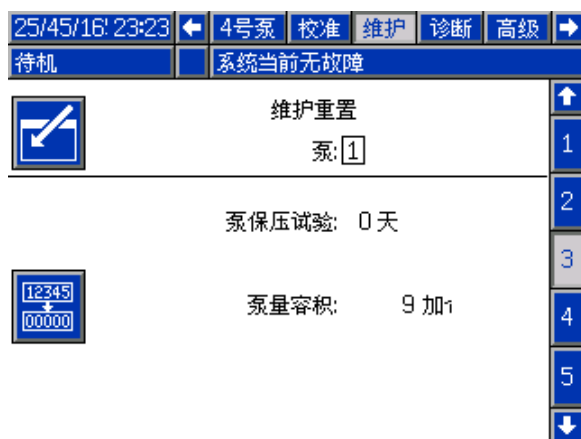 25/45/16! 23:23 4号泵 校准 维护 诊断 高级
待机 系统当前无故障
维护重置
泵: 1
1
2
泵保压试验: 0 天
3
12345
00000
泵量容积: 9
4
5